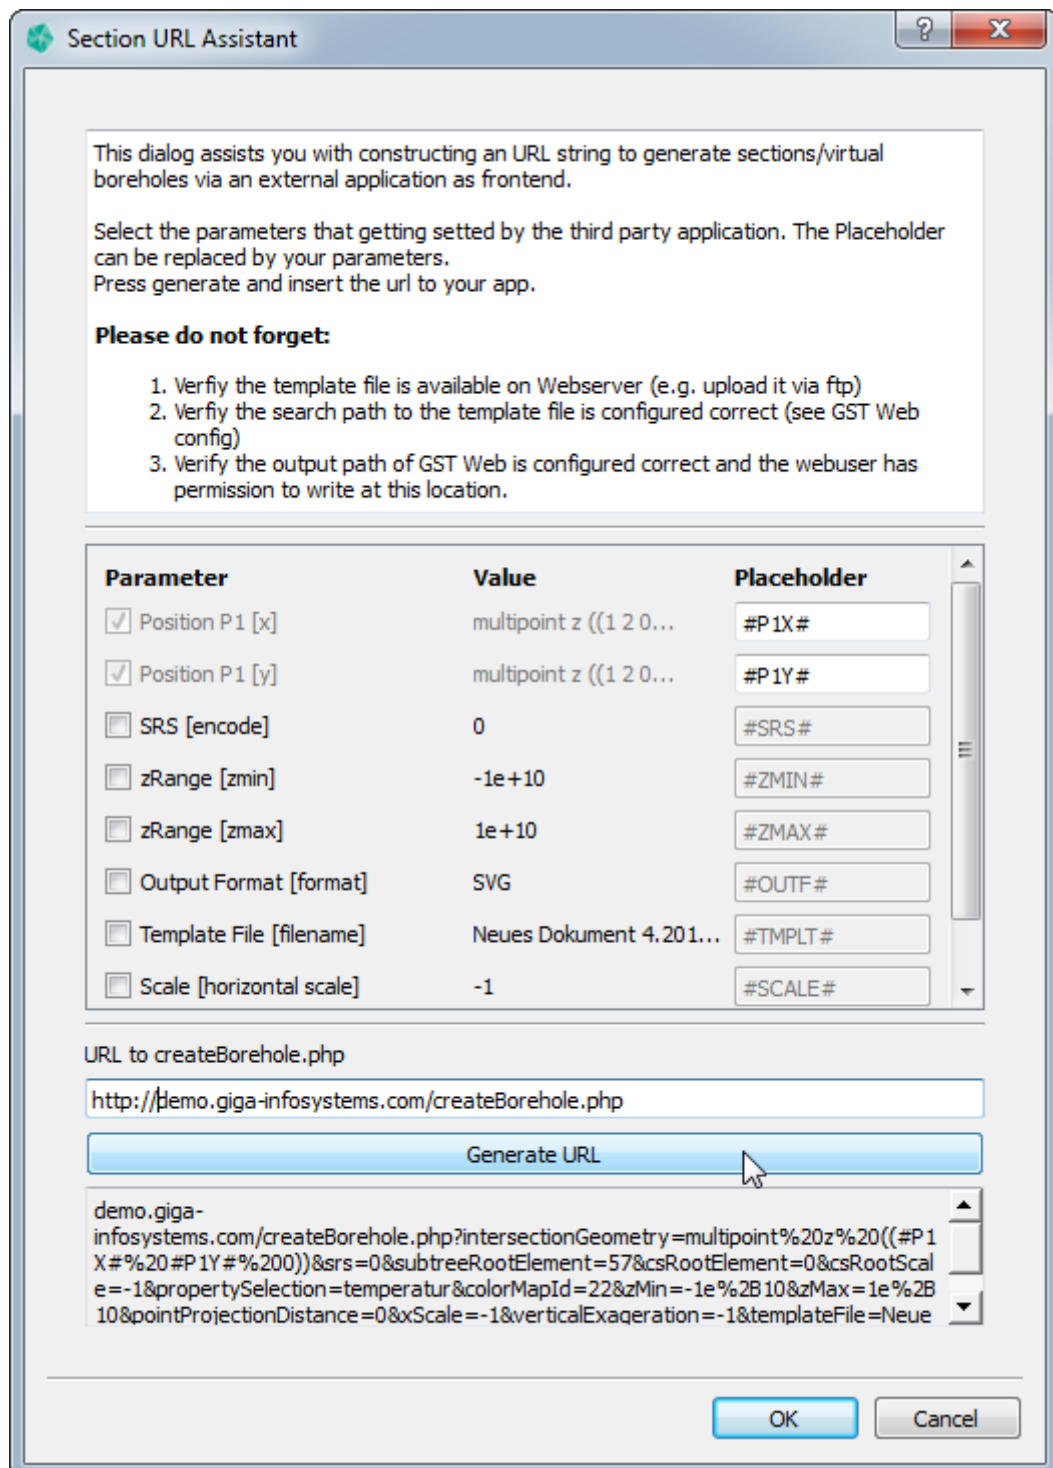 Section URL Assistant
This dialog assists you with constructing an URL string to generate sections/virtual
boreholes via an external application as frontend.
Select the parameters that getting setted by the third party application. The Placeholder
can be replaced by your parameters.
Press generate and insert the url to your app.
Please do not forget:
1. Verfiy the template file is available on Webserver (e.g. upload it via ftp)
2. Verfiy the search path to the template file is configured correct (see GST Web
config)
3. Verify the output path of GST Web is configured correct and the webuser has
permission to write at this location.
Parameter Value Placeholder
Position P1 [x] multipoint z ((1 2 0... #P1X#
Position P1 [y] multipoint z ((1 2 0... #P1Y#
SRS [encode] 0 #SRS#
zRange [zmin] -1e+10 #ZMIN#
zRange [zmax] 1e+10 #ZMAX#
Output Format [format] SVG #OUTF#
Template File [filename] Neues Dokument 4.201... #TMPLT#
Scale [horizontal scale] -1 #SCALE#
URL to createBorehole.php
http://demo.giga-infosystems.com/createBorehole.php
Generate URL
demo.giga-
infosystems.com/createBorehole.php?intersectionGeometry=multipoint%20z%20((#P1
X#%20#P1Y#%200))&srs=0&subtreeRootElement=57&csRootElement=0&csRootScal
e=-1&propertySelection=temperatur&colorMapId=22&zMin=-1e%2B10&zMax=1e%2B
10&pointProjectionDistance=0&xScale=-1&verticalExageration=-1&templateFile=Neue
OK Cancel